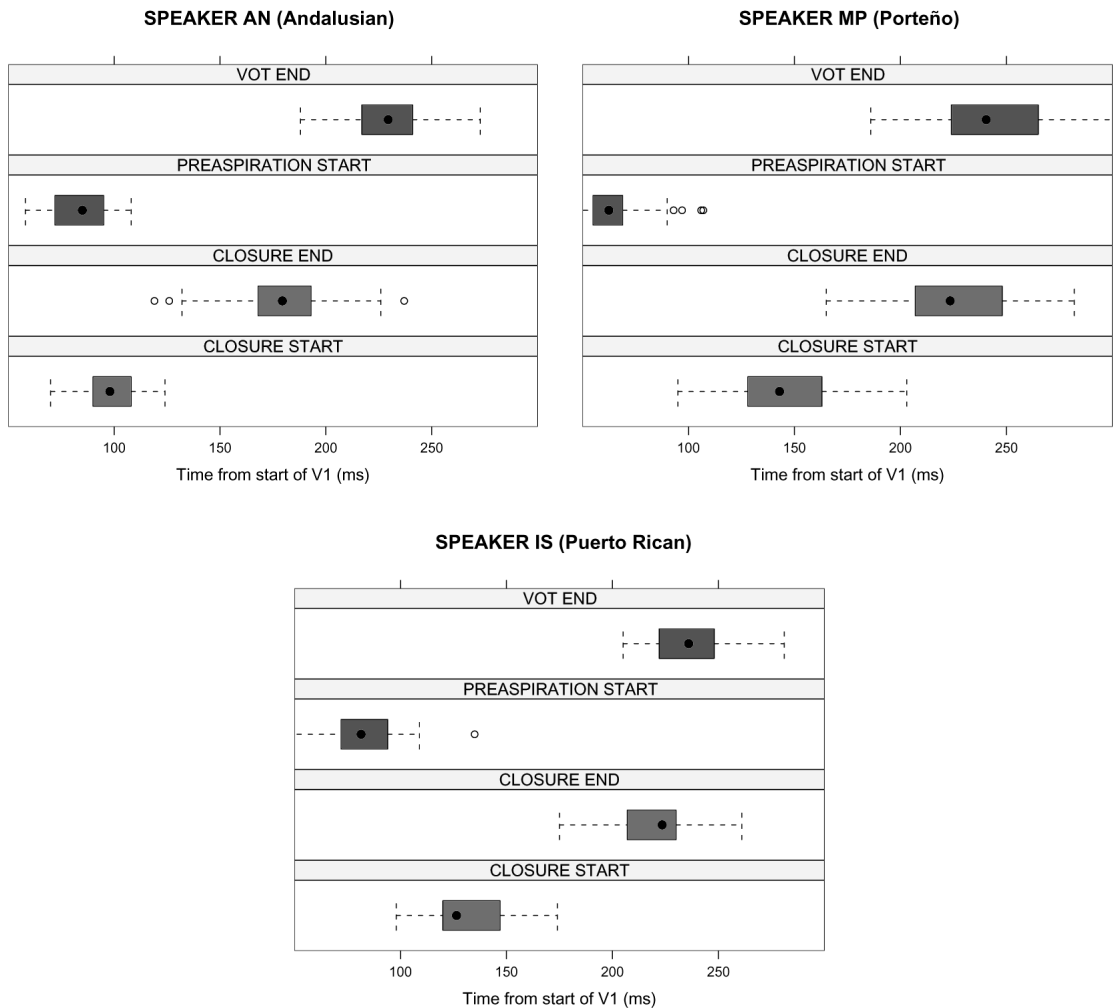 SPEAKER AN (Andalusian)
VOT END
PREASPIRATION START
CLOSURE END
CLOSURE START
100 150 200 250
Time from start of V1 (ms)
SPEAKER MP (Porteño)
VOT END
PREASPIRATION START
CLOSURE END
CLOSURE START
100 150 200 250
Time from start of V1 (ms)
SPEAKER IS (Puerto Rican)
VOT END
PREASPIRATION START
CLOSURE END
CLOSURE START
100 150 200 250
Time from start of V1 (ms)